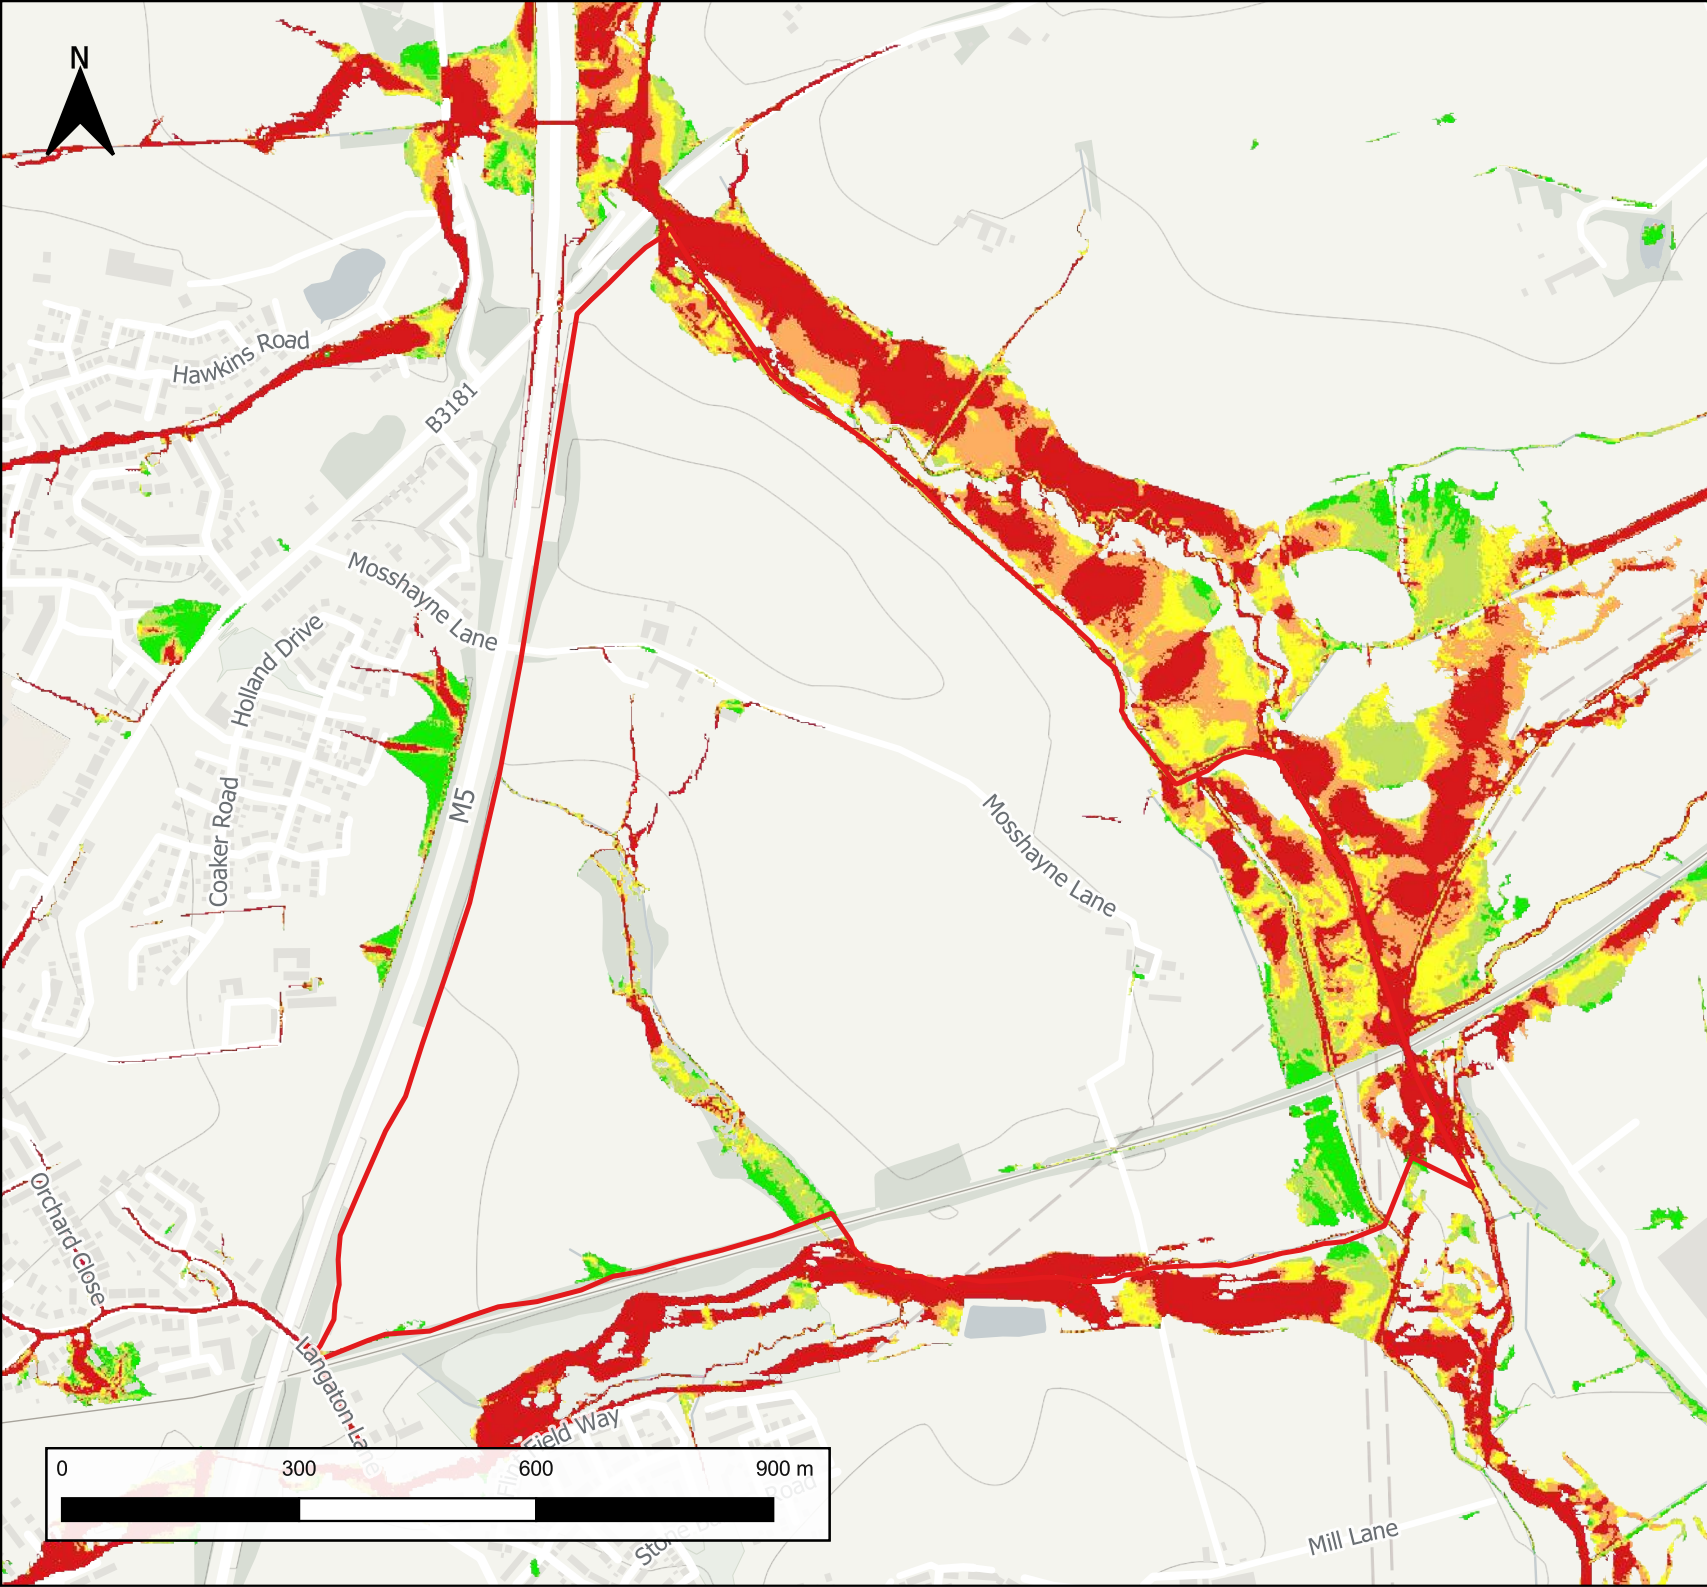 N
Hawkins Road
B3181
Mosshayne Lane
Holland Drive
Coaker Road
M5
Mosshayne Lane
Orchard Close
Langaton Lane
Field Way
Road
Mill Lane
0 300 600 900 m